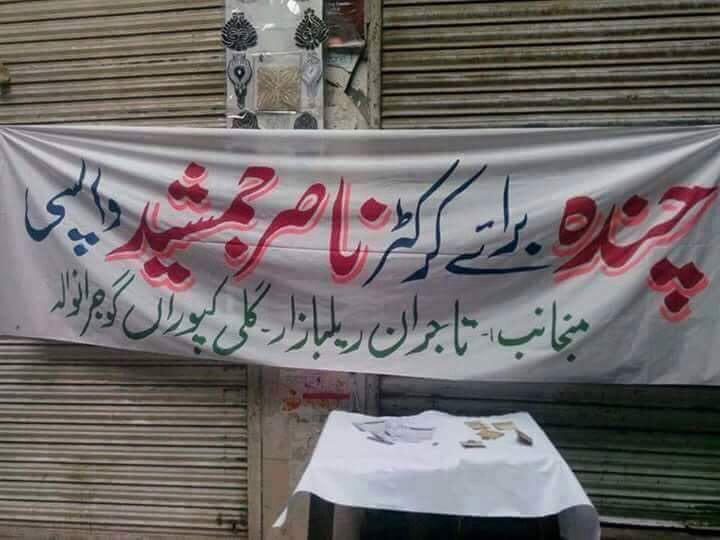 چندہ برائے کرکٹر ناصر جمشید واپسی
منجانب:۔ تاجران ریلبازار۔ گلی کپوراں گوجرانوالہ